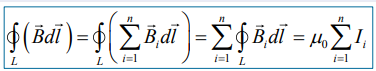 ∮_L (B⃗dl⃗) = ∮_L (∑_{i=1}^{n} B⃗_i dl⃗) = ∑_{i=1}^{n} ∮_L B⃗_i dl⃗ = μ₀ ∑_{i=1}^{n} I_i